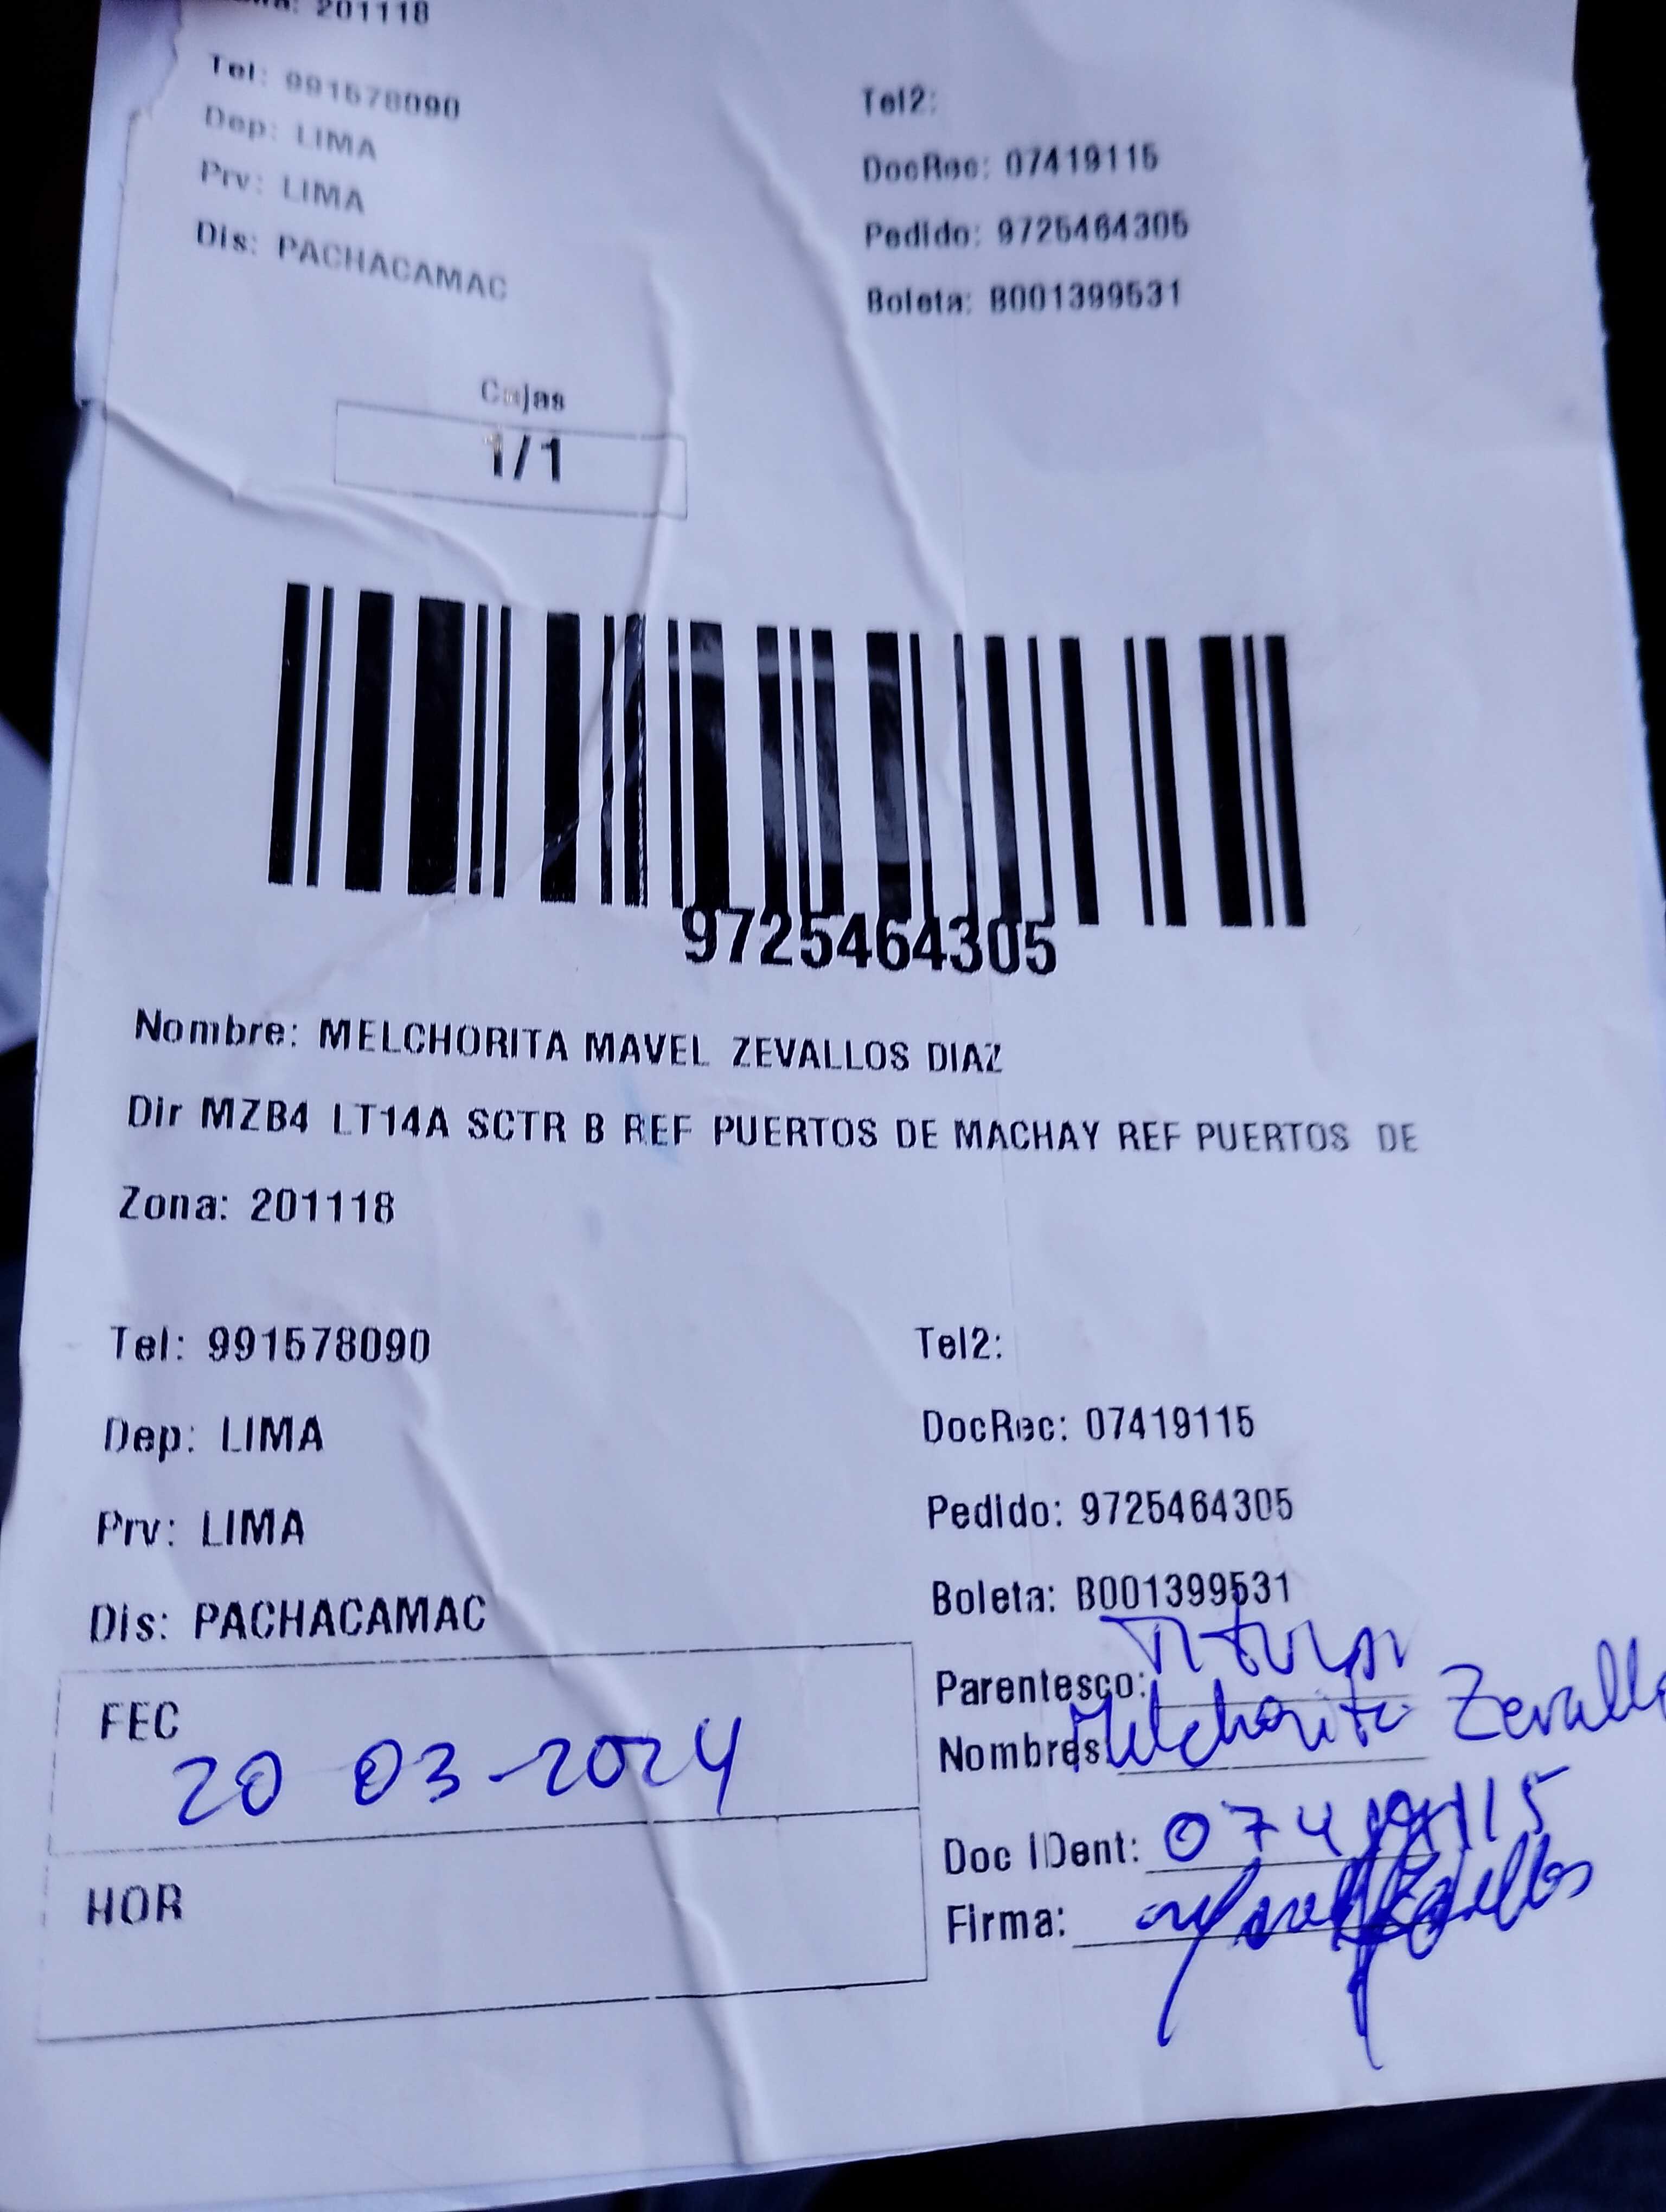 201118
Tel: 991578090
Tel2:
Dep: LIMA
DocRec: 07419115
Prv: LIMA
Pedido: 9725464305
Dis: PACHACAMAC
Boleta: B001399531
Cajas
1/1
9725464305
Nombre: MELCHORITA MAVEL ZEVALLOS DIAZ
Dir MZB4 LT14A SCTR B REF PUERTOS DE MACHAY REF PUERTOS DE
Zona: 201118
Tel: 991578090
Tel2:
Dep: LIMA
DocRec: 07419115
Prv: LIMA
Pedido: 9725464305
Dis: PACHACAMAC
Boleta: B001399531
Parentesco:
FEC
Nombres Melchorita Zevallo
20 03-2024
Doc IDent: 07419115
HOR
Firma: